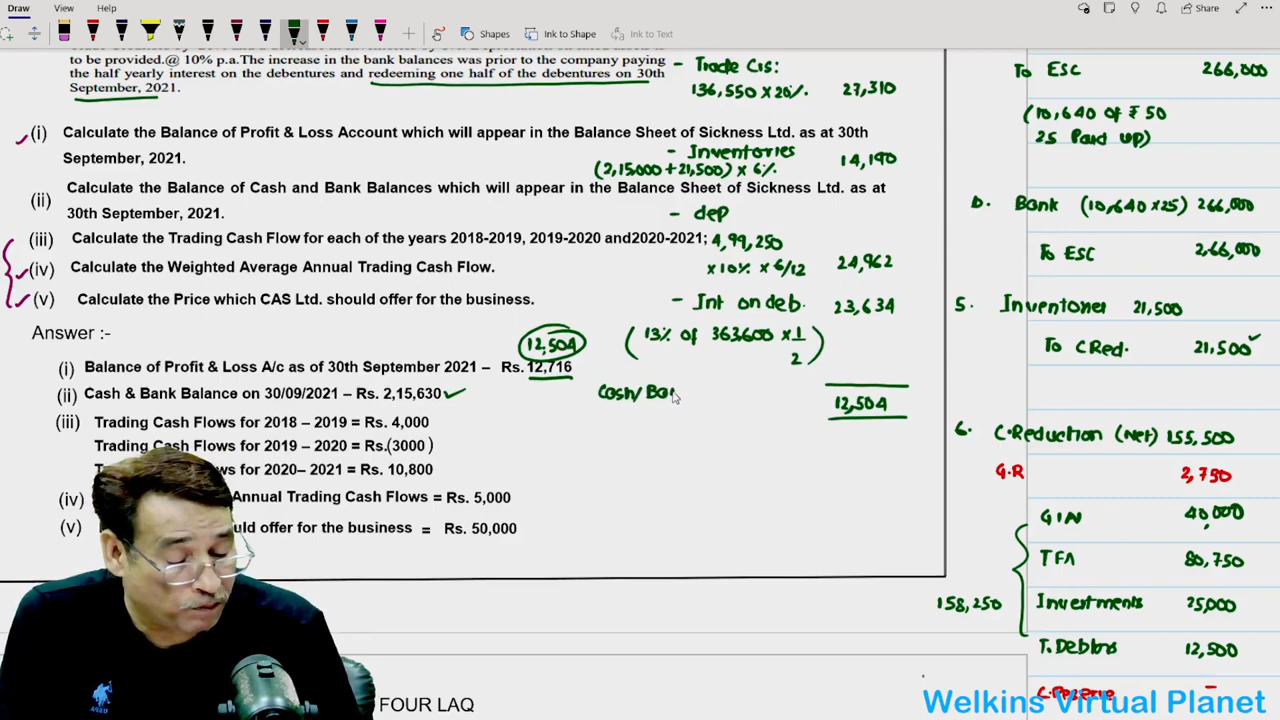 Draw View Help Share
Shapes Ink to Shape Ink to Text
to be provided.@ 10% p.a.The increase in the bank balances was prior to the company paying
the half yearly interest on the debentures and redeeming one half of the debentures on 30th
September, 2021.
- Trade Crs:
136,550 x 20%. 27,310
(i) Calculate the Balance of Profit & Loss Account which will appear in the Balance Sheet of Sickness Ltd. as at 30th
September, 2021.
- Inventories 14,190
(2,15000 + 21,500) x 6%.
(ii) Calculate the Balance of Cash and Bank Balances which will appear in the Balance Sheet of Sickness Ltd. as at
30th September, 2021.
- dep
(iii) Calculate the Trading Cash Flow for each of the years 2018-2019, 2019-2020 and2020-2021; 4,99,250
x 10% x 6/12 24,962
(iv) Calculate the Weighted Average Annual Trading Cash Flow.
(v) Calculate the Price which CAS Ltd. should offer for the business.
- Int on deb. 23,634
(13% of 363600 x 1/2)
Answer :-
12,504
(i) Balance of Profit & Loss A/c as of 30th September 2021 – Rs. 12,716
(ii) Cash & Bank Balance on 30/09/2021 – Rs. 2,15,630
Cash/Ban
12,504
(iii) Trading Cash Flows for 2018 – 2019 = Rs. 4,000
Trading Cash Flows for 2019 – 2020 = Rs.(3000 )
Cash Flows for 2020– 2021 = Rs. 10,800
(iv) Annual Trading Cash Flows = Rs. 5,000
(v) offer for the business = Rs. 50,000
FOUR LAQ
To ESC 266,000
(10,640 of ₹ 50
25 Paid up)
D. Bank (10,640 x 25) 266,000
To ESC 2,66,000
5. Inventories 21,500
To C Red. 21,500
6. C.Reduction (Net) 155,500
G.R 2,750
G/N 40,000
TFA 80,750
158,250 Investments 25,000
T. Debtors 12,500
C.Reserve -
Welkins Virtual Planet